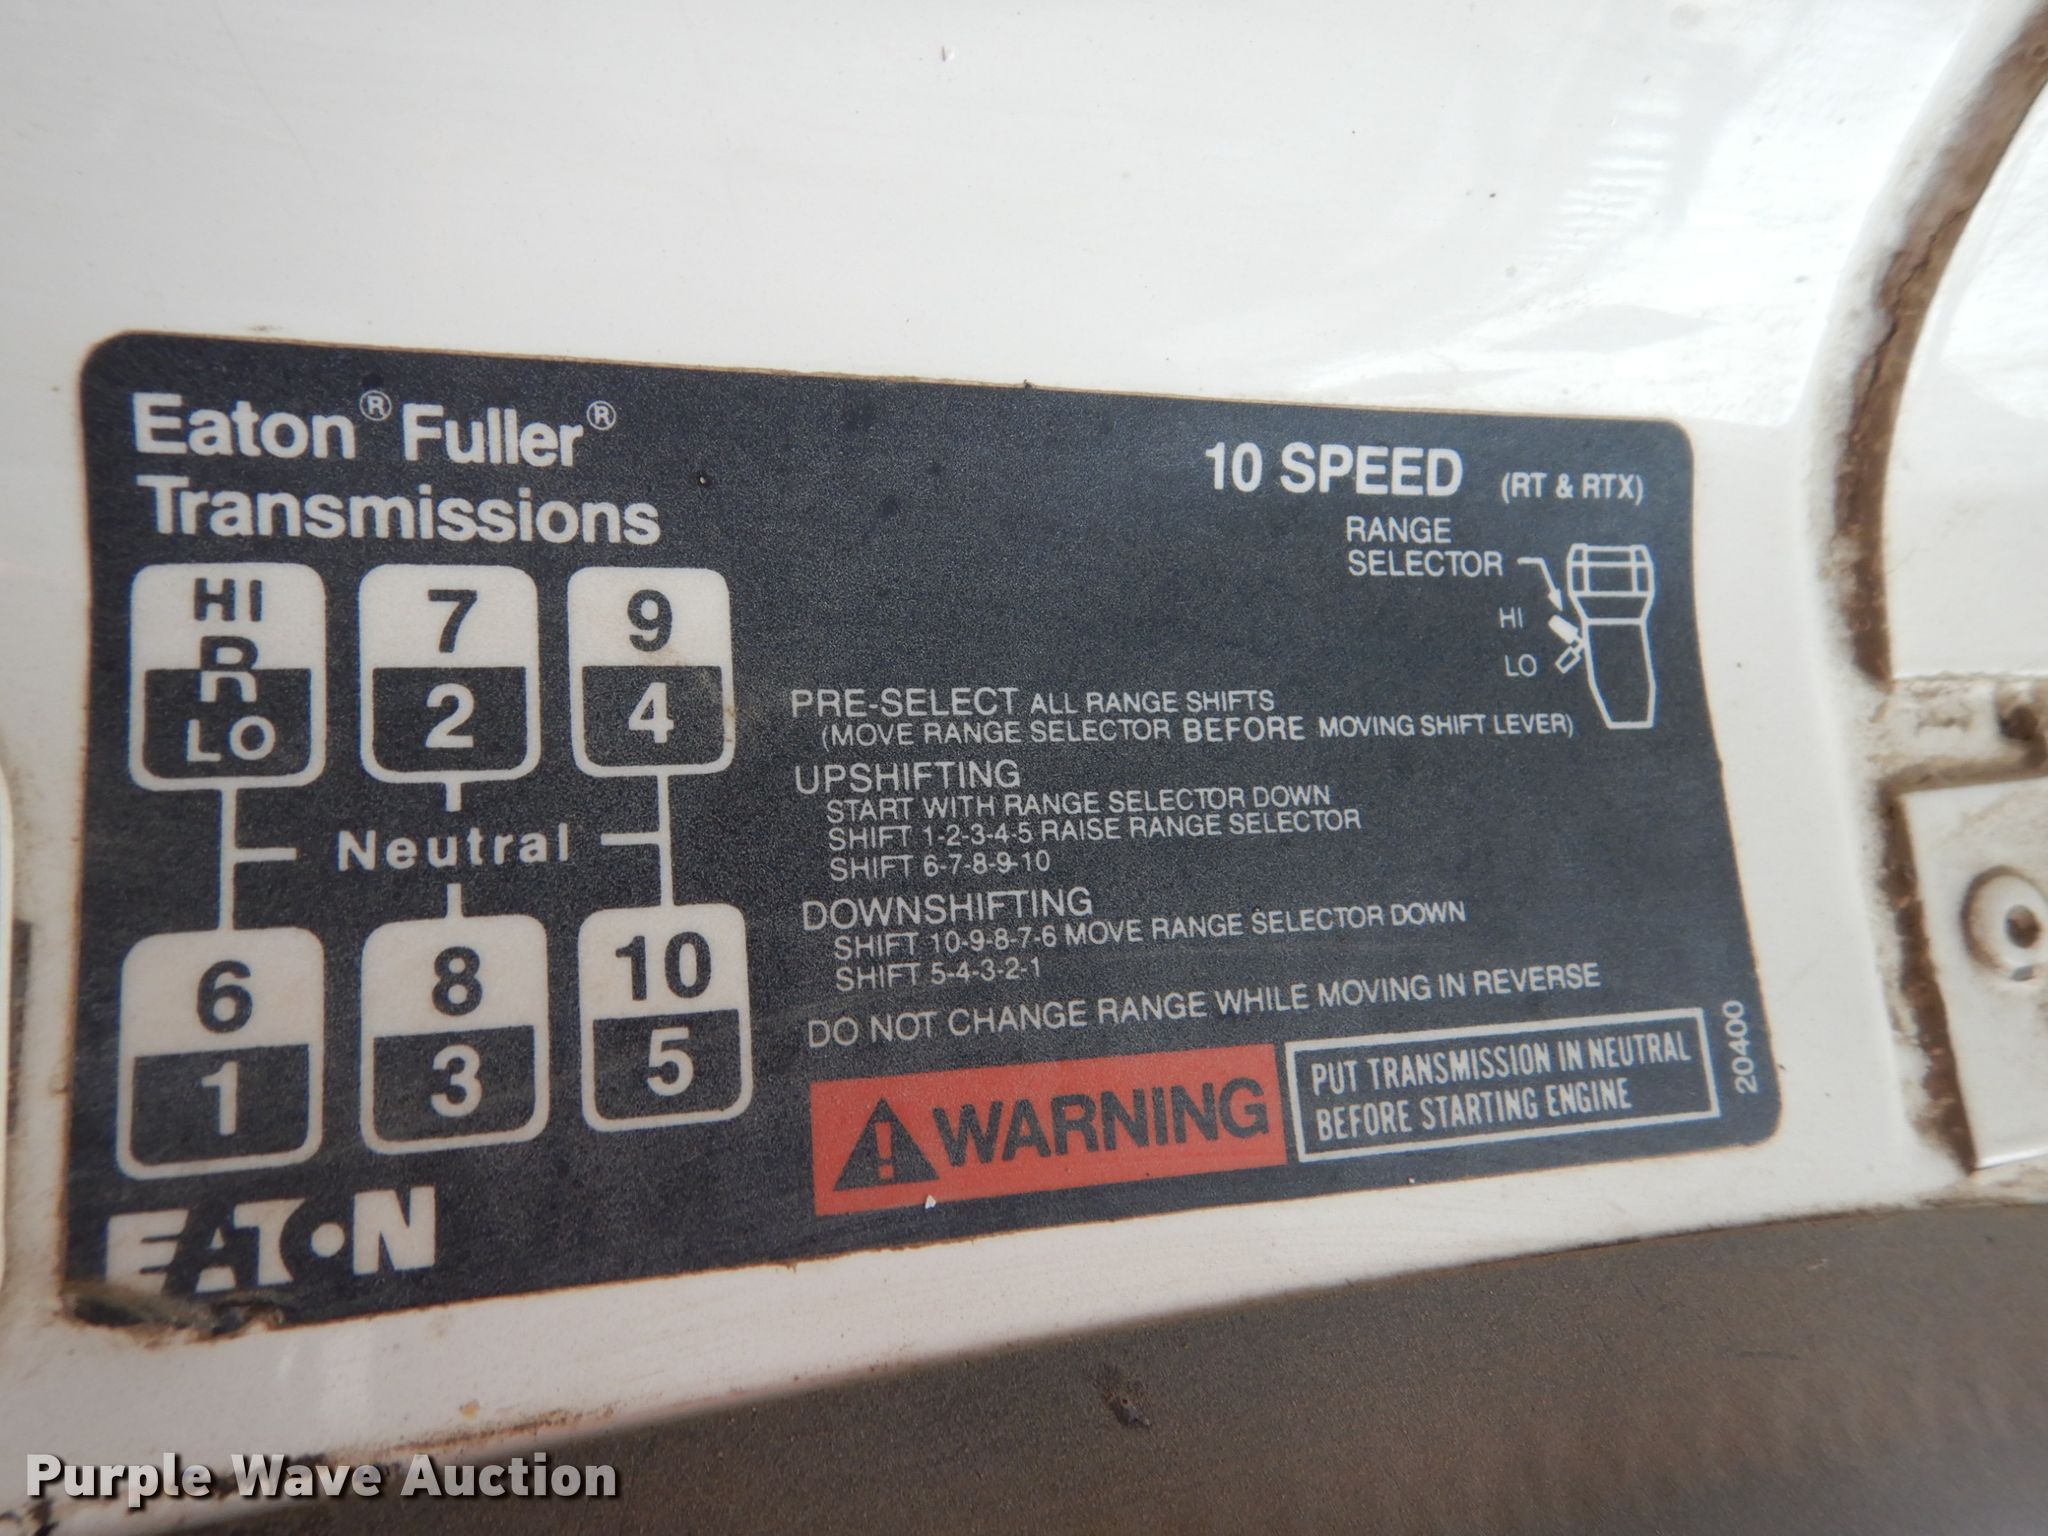 Eaton® Fuller®
Transmissions
10 SPEED (RT & RTX)
RANGE
SELECTOR
HI
LO
HI
R
LO
7
2
9
4
Neutral
6
1
8
3
10
5
PRE-SELECT ALL RANGE SHIFTS
(MOVE RANGE SELECTOR BEFORE MOVING SHIFT LEVER)
UPSHIFTING
START WITH RANGE SELECTOR DOWN
SHIFT 1-2-3-4-5 RAISE RANGE SELECTOR
SHIFT 6-7-8-9-10
DOWNSHIFTING
SHIFT 10-9-8-7-6 MOVE RANGE SELECTOR DOWN
SHIFT 5-4-3-2-1
DO NOT CHANGE RANGE WHILE MOVING IN REVERSE
WARNING
PUT TRANSMISSION IN NEUTRAL
BEFORE STARTING ENGINE
20400
EATON
Purple Wave Auction